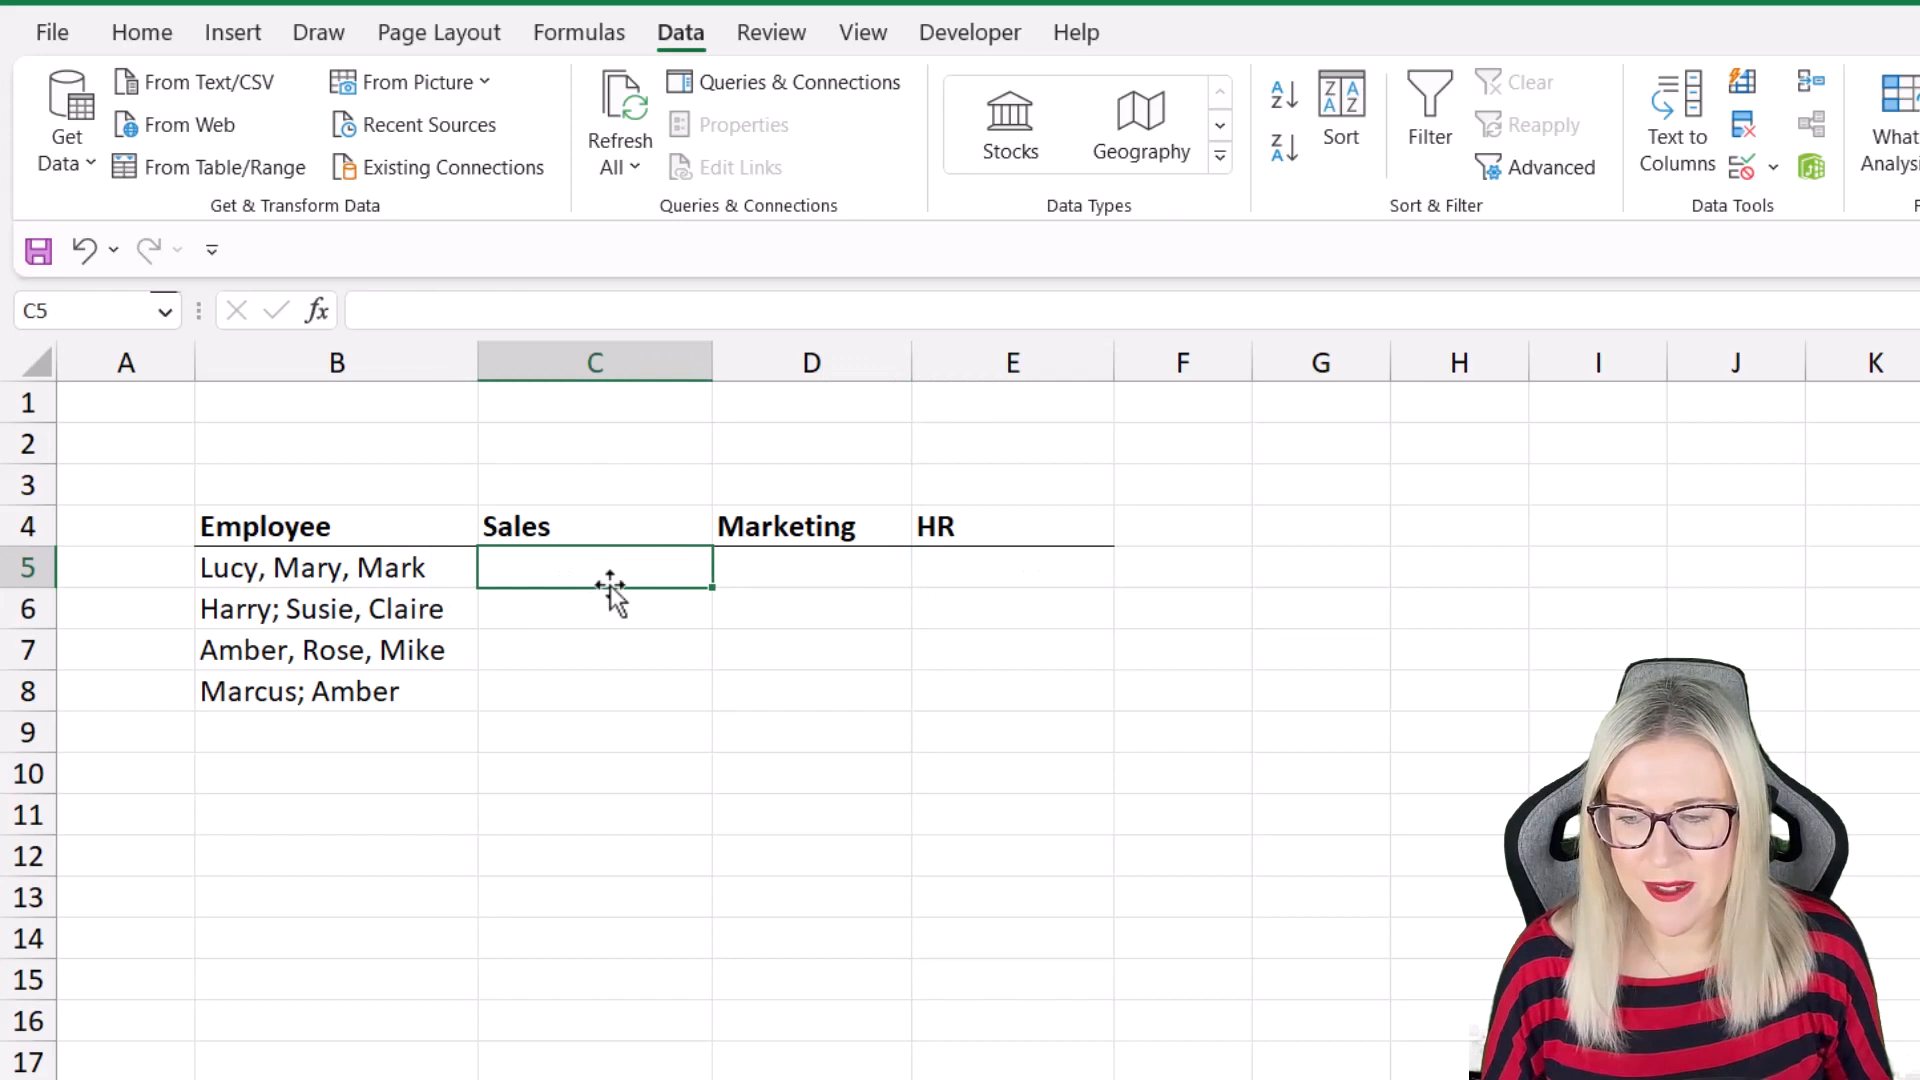 File Home Insert Draw Page Layout Formulas Data Review View Developer Help
Get Data
From Text/CSV
From Web
From Table/Range
From Picture
Recent Sources
Existing Connections
Get & Transform Data
Refresh All
Queries & Connections
Properties
Edit Links
Queries & Connections
Stocks
Geography
Data Types
Sort
Filter
Clear
Reapply
Advanced
Sort & Filter
Text to Columns
Data Tools
What
Analysi
C5
fx
A B C D E F G H I J K
1
2
3
4 Employee Sales Marketing HR
5 Lucy, Mary, Mark
6 Harry; Susie, Claire
7 Amber, Rose, Mike
8 Marcus; Amber
9
10
11
12
13
14
15
16
17